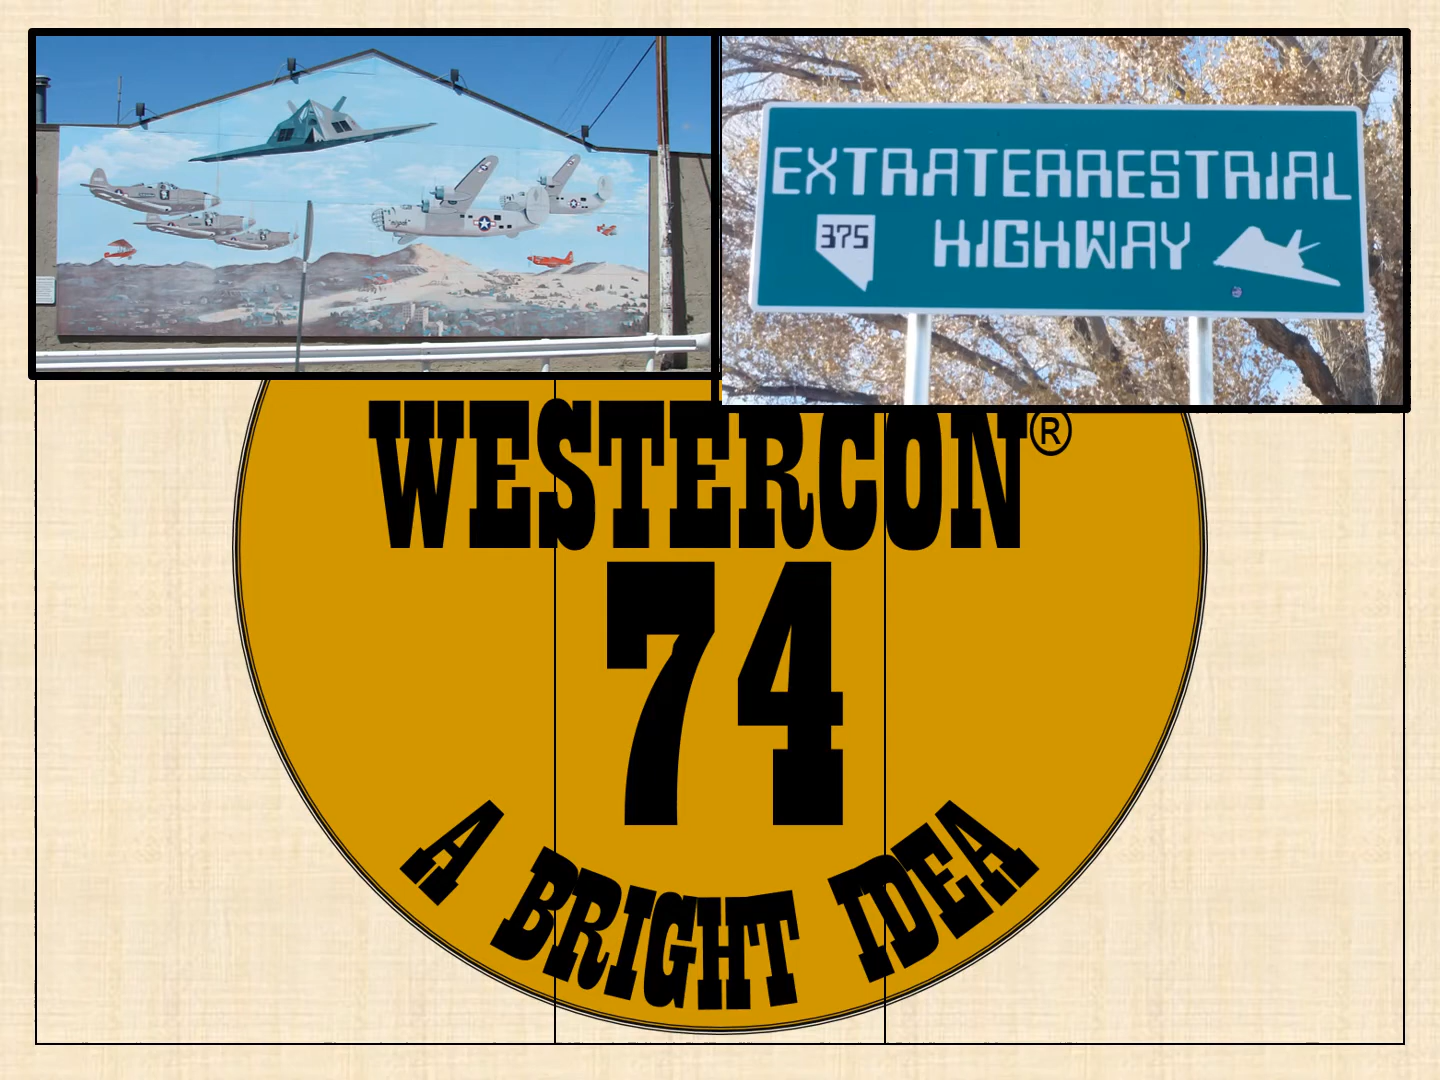 EXTRATERRESTRIAL
375
HIGHWAY
WESTERCON®
74
A BRIGHT IDEA